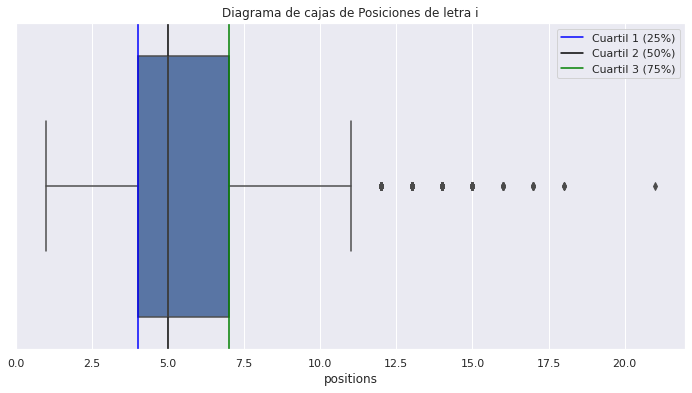 Diagrama de cajas de Posiciones de letra i
Cuartil 1 (25%)
Cuartil 2 (50%)
Cuartil 3 (75%)
0.0 2.5 5.0 7.5 10.0 12.5 15.0 17.5 20.0
positions